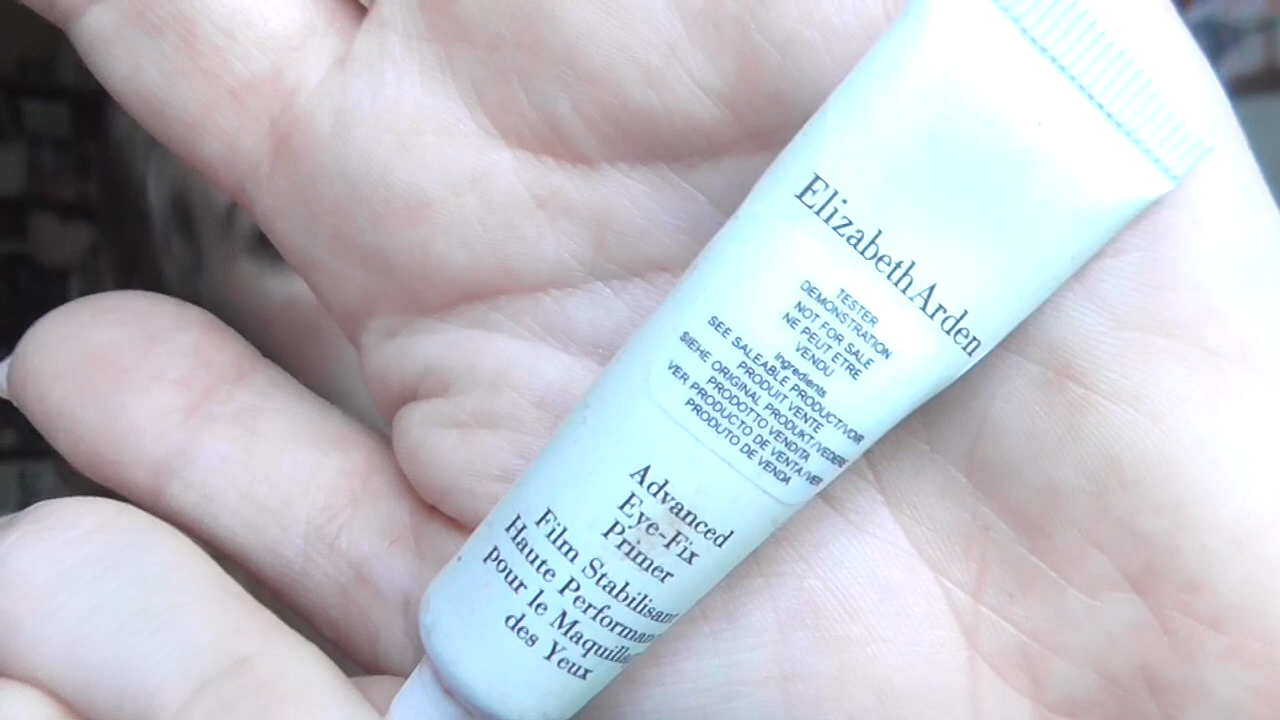 ElizabethArden
TESTER
DEMONSTRATION
NOT FOR SALE
NE PEUT ETRE
VENDU
Ingredients
SEE SALEABLE PRODUCT/VOIR
PRODUIT VENTE
SIEHE ORIGINAL PRODUKT/VEDERE
PRODOTTO VENDITA
VER PRODUCTO DE VENTA/VER
PRODUTO DE VENDA
Advanced
Eye-Fix
Primer
Film Stabilisant
Haute
pour le
des Yeux